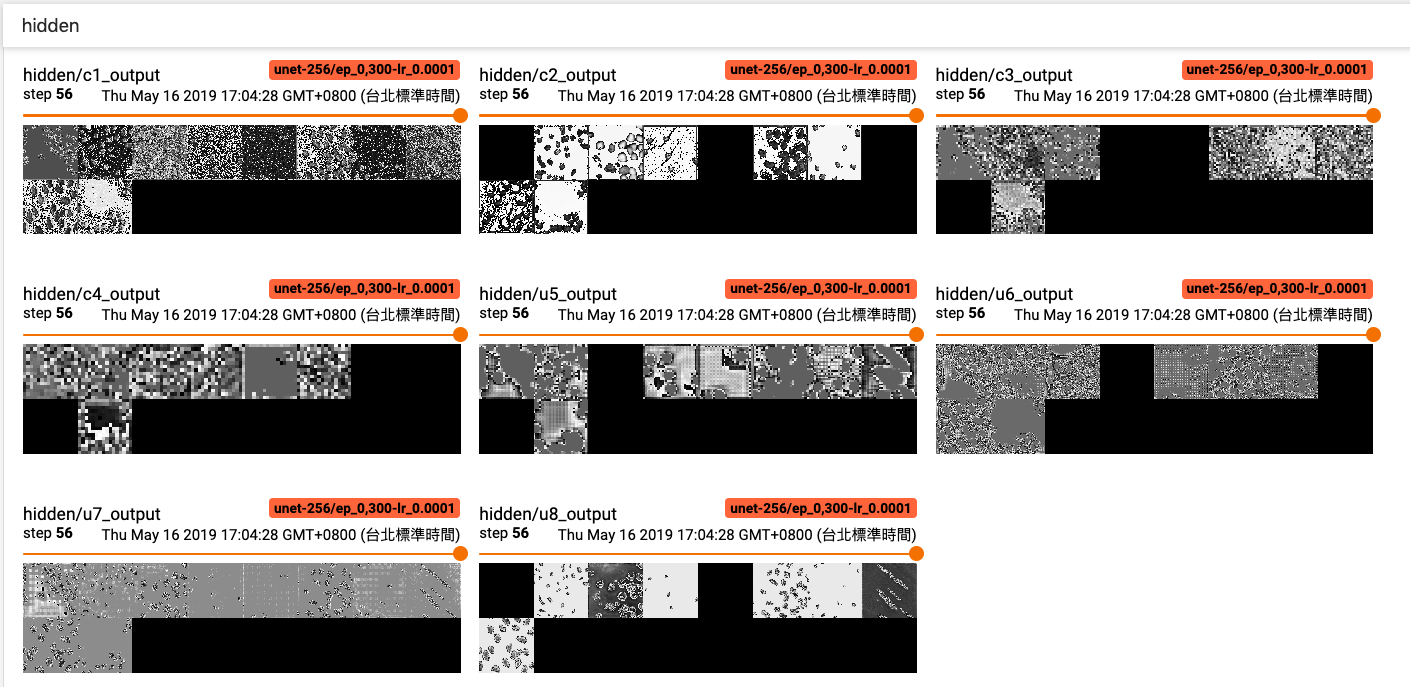 hidden
hidden/c1_output
unet-256/ep_0,300-lr_0.0001
step 56
Thu May 16 2019 17:04:28 GMT+0800 (台北標準時間)
hidden/c2_output
unet-256/ep_0,300-lr_0.0001
step 56
Thu May 16 2019 17:04:28 GMT+0800 (台北標準時間)
hidden/c3_output
unet-256/ep_0,300-lr_0.0001
step 56
Thu May 16 2019 17:04:28 GMT+0800 (台北標準時間)
hidden/c4_output
unet-256/ep_0,300-lr_0.0001
step 56
Thu May 16 2019 17:04:28 GMT+0800 (台北標準時間)
hidden/u5_output
unet-256/ep_0,300-lr_0.0001
step 56
Thu May 16 2019 17:04:28 GMT+0800 (台北標準時間)
hidden/u6_output
unet-256/ep_0,300-lr_0.0001
step 56
Thu May 16 2019 17:04:28 GMT+0800 (台北標準時間)
hidden/u7_output
unet-256/ep_0,300-lr_0.0001
step 56
Thu May 16 2019 17:04:28 GMT+0800 (台北標準時間)
hidden/u8_output
unet-256/ep_0,300-lr_0.0001
step 56
Thu May 16 2019 17:04:28 GMT+0800 (台北標準時間)